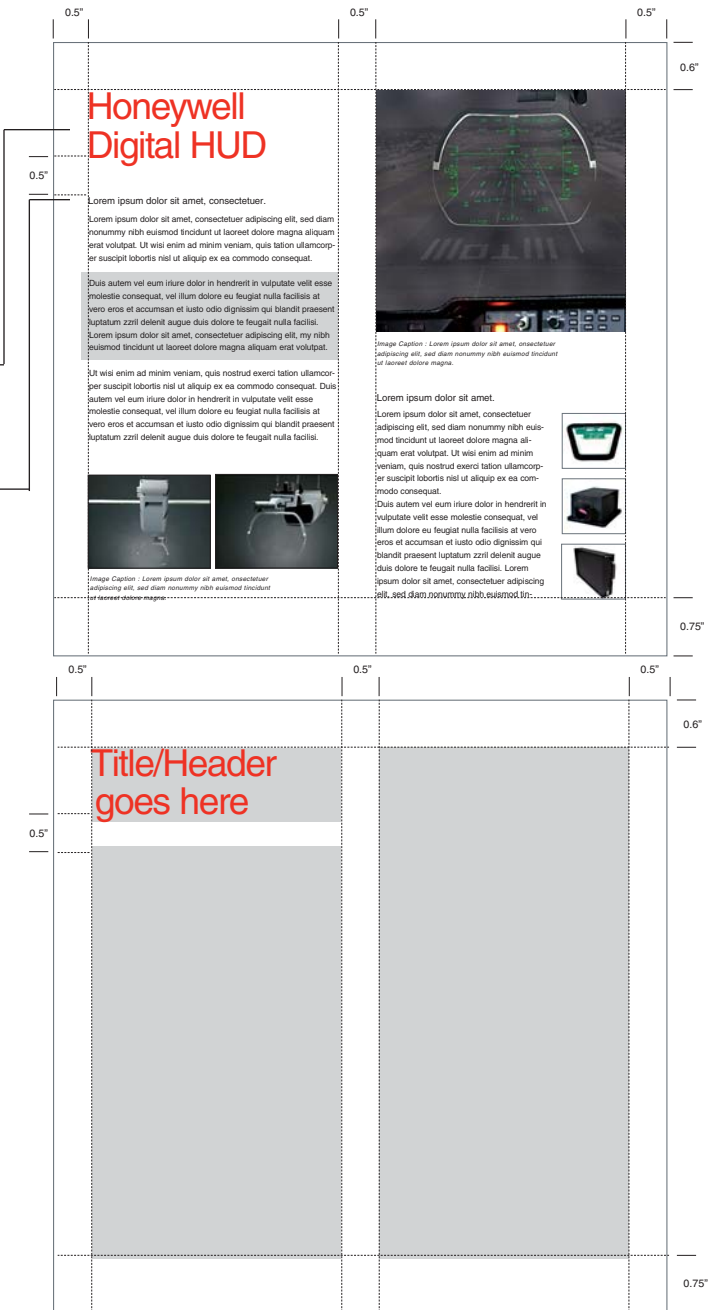 0.5"
0.5"
0.5"
0.6"
Honeywell
Digital HUD
0.5"
Lorem ipsum dolor sit amet, consectetuer.
Lorem ipsum dolor sit amet, consectetuer adipiscing elit, sed diam
nonummy nibh euismod tincidunt ut laoreet dolore magna aliquam
erat volutpat. Ut wisi enim ad minim veniam, quis tation ullamcorp-
er suscipit lobortis nisl ut aliquip ex ea commodo consequat.
Duis autem vel eum iriure dolor in hendrerit in vulputate velit esse
molestie consequat, vel illum dolore eu feugiat nulla facilisis at
vero eros et accumsan et iusto odio dignissim qui blandit praesent
luptatum zzril delenit augue duis dolore te feugait nulla facilisi.
Lorem ipsum dolor sit amet, consectetuer adipiscing elit, my nibh
euismod tincidunt ut laoreet dolore magna aliquam erat volutpat.
Ut wisi enim ad minim veniam, quis nostrud exerci tation ullamcor-
per suscipit lobortis nisl ut aliquip ex ea commodo consequat. Duis
autem vel eum iriure dolor in hendrerit in vulputate velit esse
molestie consequat, vel illum dolore eu feugiat nulla facilisis at
vero eros et accumsan et iusto odio dignissim qui blandit praesent
luptatum zzril delenit augue duis dolore te feugait nulla facilisi.
Image Caption : Lorem ipsum dolor sit amet, onsectetuer
adipiscing elit, sed diam nonummy nibh euismod tincidunt
ut laoreet dolore magna.
Image Caption : Lorem ipsum dolor sit amet, onsectetuer
adipiscing elit, sed diam nonummy nibh euismod tincidunt
ut laoreet dolore magna.
Lorem ipsum dolor sit amet.
Lorem ipsum dolor sit amet, consectetuer
adipiscing elit, sed diam nonummy nibh euis-
mod tincidunt ut laoreet dolore magna ali-
quam erat volutpat. Ut wisi enim ad minim
veniam, quis nostrud exerci tation ullamcorp-
er suscipit lobortis nisl ut aliquip ex ea com-
modo consequat.
Duis autem vel eum iriure dolor in hendrerit in
vulputate velit esse molestie consequat, vel
illum dolore eu feugiat nulla facilisis at vero
eros et accumsan et iusto odio dignissim qui
blandit praesent luptatum zzril delenit augue
duis dolore te feugait nulla facilisi. Lorem
ipsum dolor sit amet, consectetuer adipiscing
elit, sed diam nonummy nibh euismod tin-
0.75"
0.5"
0.5"
0.5"
0.6"
Title/Header
goes here
0.5"
0.75"